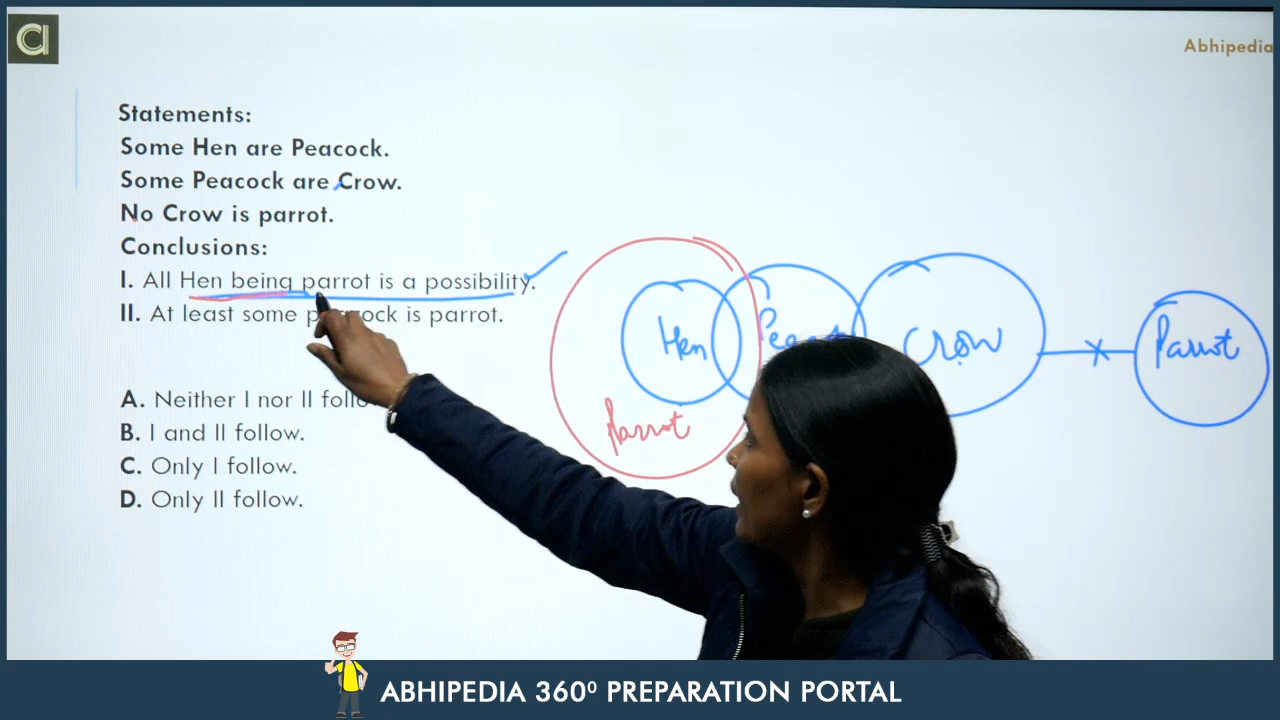 Abhipedia
Statements:
Some Hen are Peacock.
Some Peacock are Crow.
No Crow is parrot.
Conclusions:
I. All Hen being parrot is a possibility.
II. At least some peacock is parrot.
A. Neither I nor II follow
B. I and II follow.
C. Only I follow.
D. Only II follow.
Hen
Crow
Parrot
Parrot
ABHIPEDIA 360⁰ PREPARATION PORTAL